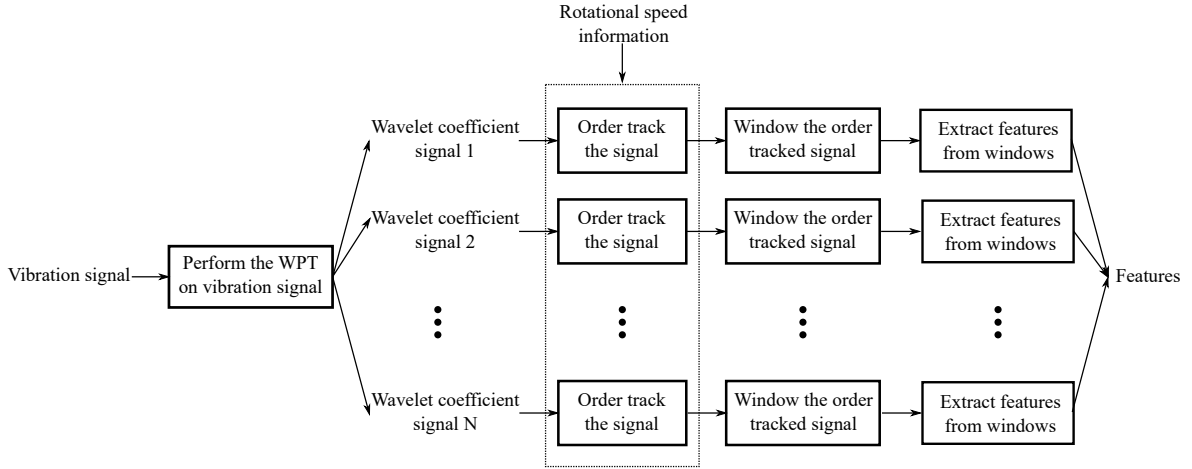 Rotational speed
information
Wavelet coefficient
signal 1
Order track
the signal
Window the order
tracked signal
Extract features
from windows
Wavelet coefficient
signal 2
Order track
the signal
Window the order
tracked signal
Extract features
from windows
Vibration signal
Perform the WPT
on vibration signal
Features
Wavelet coefficient
signal N
Order track
the signal
Window the order
tracked signal
Extract features
from windows